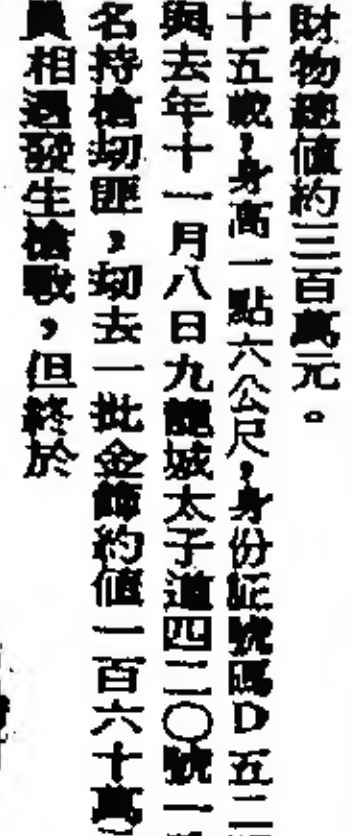 財物總值約三百萬元。
十五歲，身高一點六公尺，身份証號碼D五二
與去年十一月八日九龍城太子道四二〇號一
名持槍刧匪，刧去一批金飾約值一百六十萬
員相遇發生槍戰，但終於